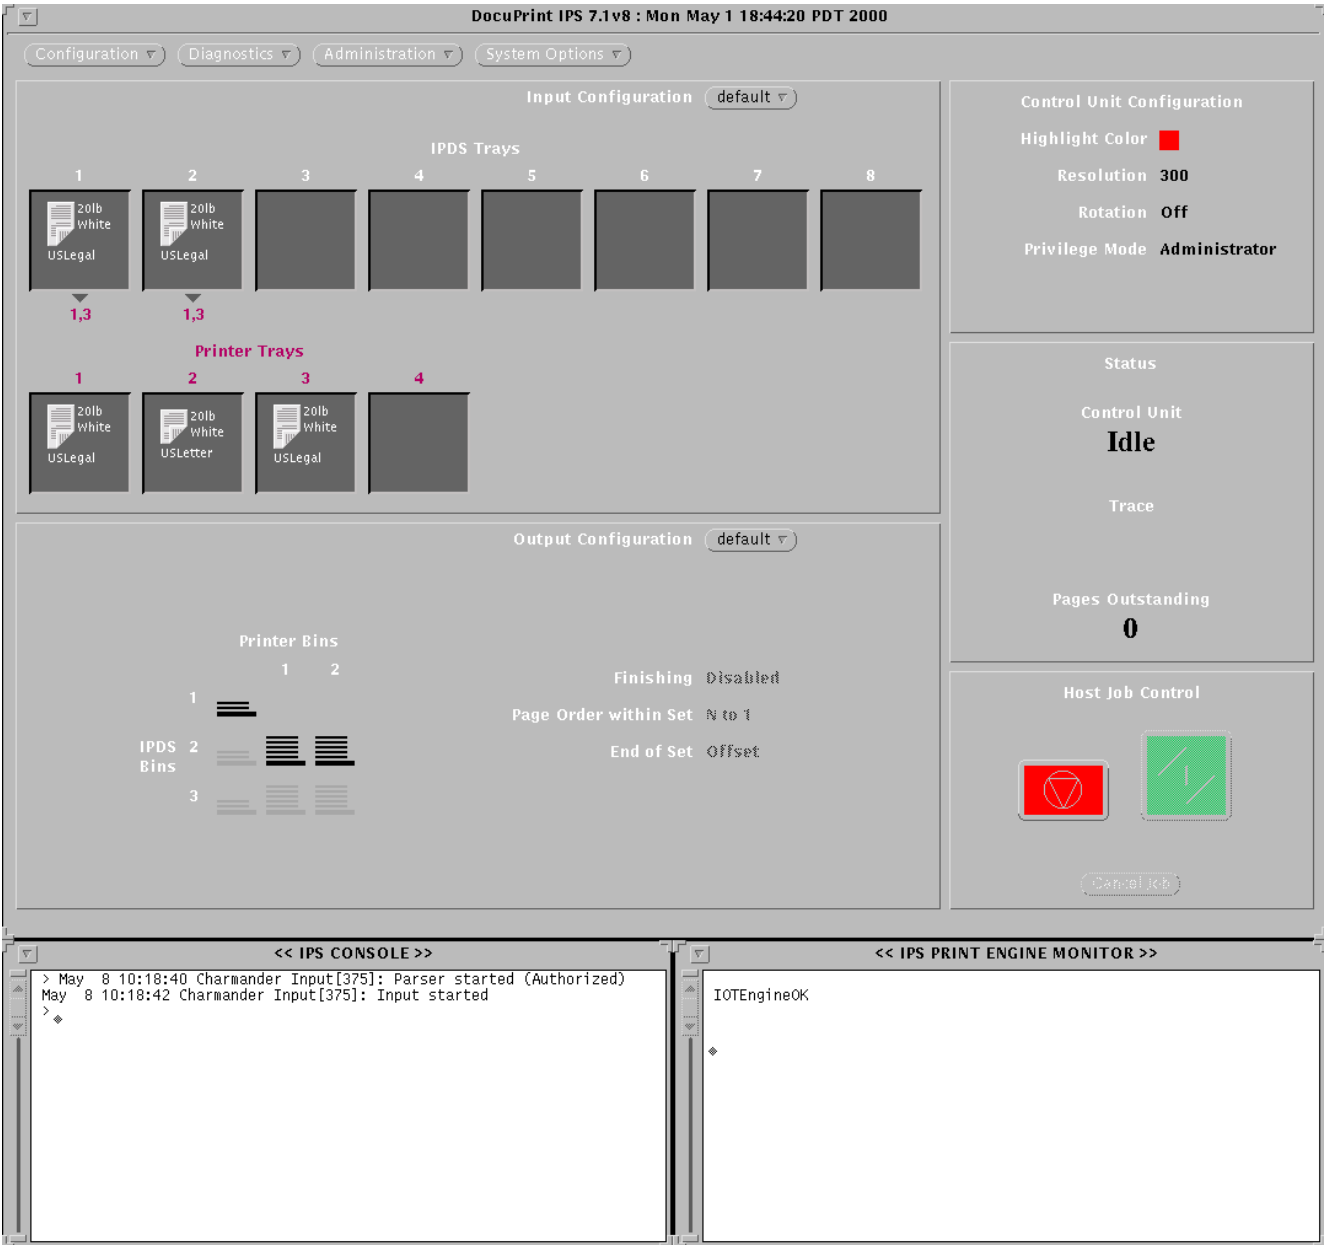 DocuPrint IPS 7.1v8 : Mon May 1 18:44:20 PDT 2000
Configuration Diagnostics Administration System Options
Input Configuration default
IPDS Trays
1 2 3 4 5 6 7 8
20lb White USLegal
20lb White USLegal
1,3 1,3
Printer Trays
1 2 3 4
20lb White USLegal
20lb White USLetter
20lb White USLegal
Output Configuration default
Printer Bins
1 2
1
IPDS Bins 2
3
Finishing Disabled
Page Order within Set N to 1
End of Set Offset
Control Unit Configuration
Highlight Color
Resolution 300
Rotation Off
Privilege Mode Administrator
Status
Control Unit
Idle
Trace
Pages Outstanding
0
Host Job Control
Cancel Job
<< IPS CONSOLE >>
> May  8 10:18:40 Charmander Input[375]: Parser started (Authorized)
May  8 10:18:42 Charmander Input[375]: Input started
>
<< IPS PRINT ENGINE MONITOR >>
IOTEngineOK